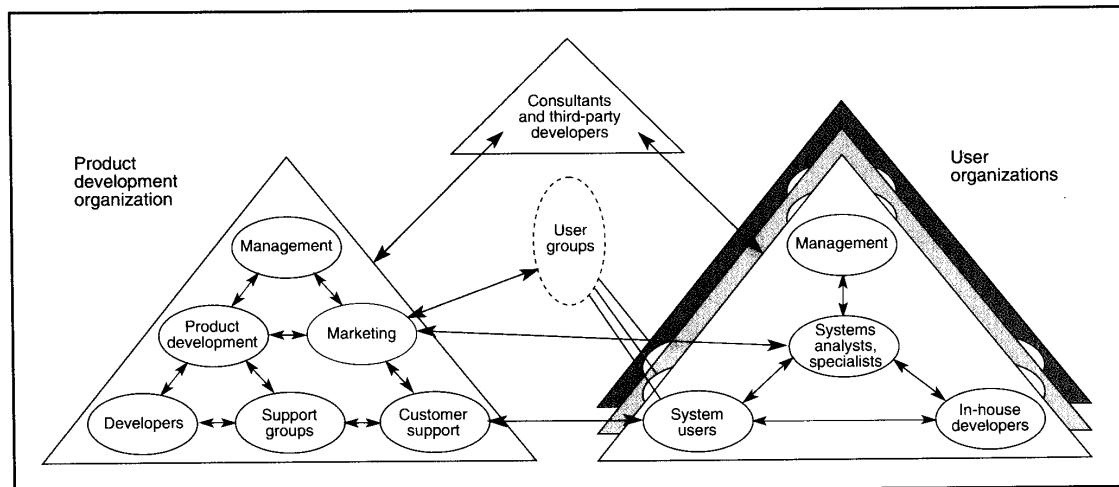 Consultants
and third-party
developers
Product
development
organization
User
organizations
User
groups
Management
Management
Product
development
Marketing
Systems
analysts,
specialists
Developers
Support
groups
Customer
support
System
users
In-house
developers